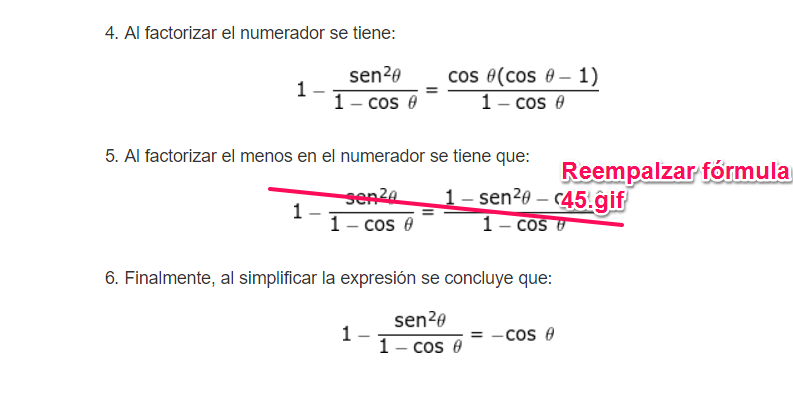 4. Al factorizar el numerador se tiene:
1 − sen²θ / 1 − cos θ = cos θ(cos θ − 1) / 1 − cos θ
5. Al factorizar el menos en el numerador se tiene que:
Reempalzar fórmula
45.gif
1 − sen²θ / 1 − cos θ = 1 − sen²θ − / 1 − cos θ
6. Finalmente, al simplificar la expresión se concluye que:
1 − sen²θ / 1 − cos θ = −cos θ